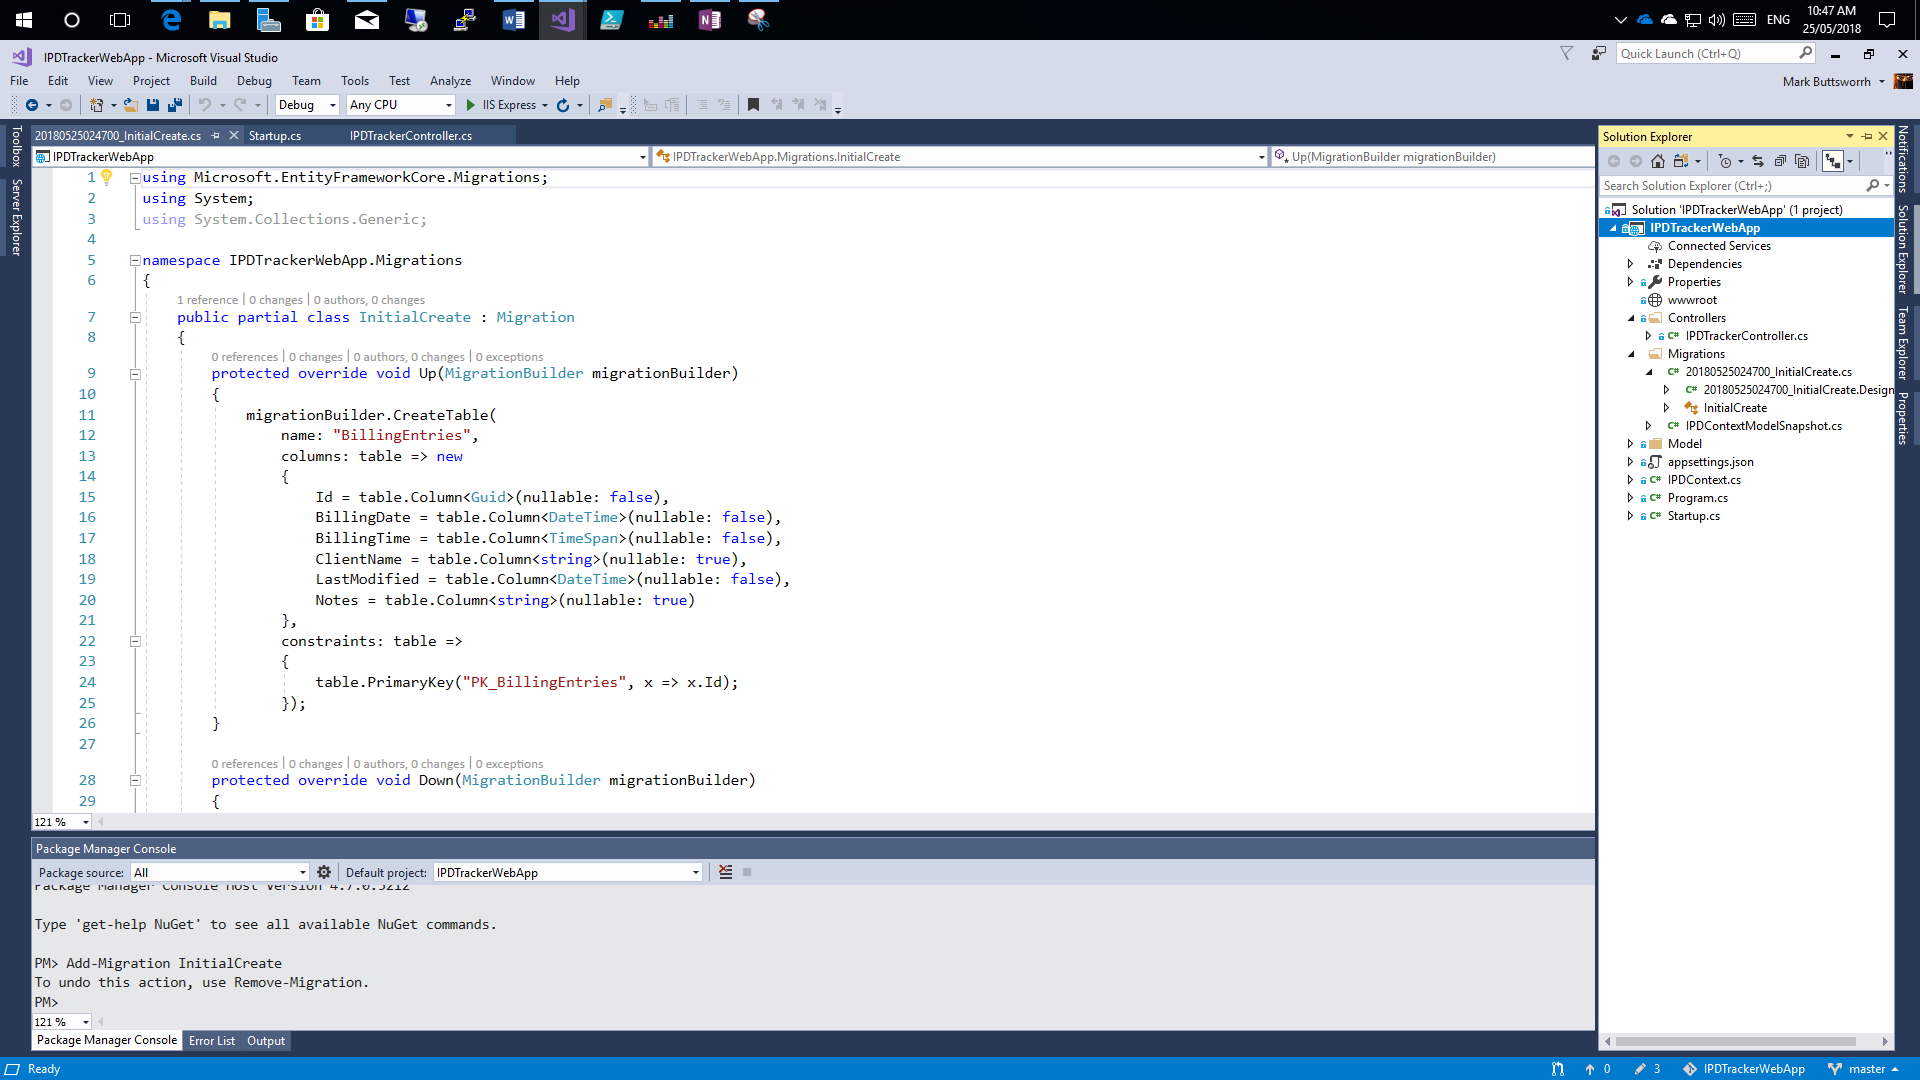 ENG
10:47 AM
25/05/2018
IPDTrackerWebApp - Microsoft Visual Studio
Quick Launch (Ctrl+Q)
File Edit View Project Build Debug Team Tools Test Analyze Window Help
Mark Buttsworrh
Debug Any CPU IIS Express
20180525024700_InitialCreate.cs Startup.cs IPDTrackerController.cs
IPDTrackerWebApp IPDTrackerWebApp.Migrations.InitialCreate Up(MigrationBuilder migrationBuilder)
Toolbox
Server Explorer
1 using Microsoft.EntityFrameworkCore.Migrations;
2 using System;
3 using System.Collections.Generic;
4
5 namespace IPDTrackerWebApp.Migrations
6 {
1 reference | 0 changes | 0 authors, 0 changes
7 public partial class InitialCreate : Migration
8 {
0 references | 0 changes | 0 authors, 0 changes | 0 exceptions
9 protected override void Up(MigrationBuilder migrationBuilder)
10 {
11 migrationBuilder.CreateTable(
12 name: "BillingEntries",
13 columns: table => new
14 {
15 Id = table.Column<Guid>(nullable: false),
16 BillingDate = table.Column<DateTime>(nullable: false),
17 BillingTime = table.Column<TimeSpan>(nullable: false),
18 ClientName = table.Column<string>(nullable: true),
19 LastModified = table.Column<DateTime>(nullable: false),
20 Notes = table.Column<string>(nullable: true)
21 },
22 constraints: table =>
23 {
24 table.PrimaryKey("PK_BillingEntries", x => x.Id);
25 });
26 }
27
0 references | 0 changes | 0 authors, 0 changes | 0 exceptions
28 protected override void Down(MigrationBuilder migrationBuilder)
29 {
121 %
Package Manager Console
Package source: All Default project: IPDTrackerWebApp
Package Manager Console Host Version 4.7.0.5212
Type 'get-help NuGet' to see all available NuGet commands.
PM> Add-Migration InitialCreate
To undo this action, use Remove-Migration.
PM>
121 %
Package Manager Console Error List Output
Solution Explorer
Search Solution Explorer (Ctrl+;)
Solution 'IPDTrackerWebApp' (1 project)
IPDTrackerWebApp
Connected Services
Dependencies
Properties
wwwroot
Controllers
C# IPDTrackerController.cs
Migrations
C# 20180525024700_InitialCreate.cs
C# 20180525024700_InitialCreate.Design
InitialCreate
C# IPDContextModelSnapshot.cs
Model
appsettings.json
C# IPDContext.cs
C# Program.cs
C# Startup.cs
Notifications
Solution Explorer
Team Explorer
Properties
Ready 0 3 IPDTrackerWebApp master